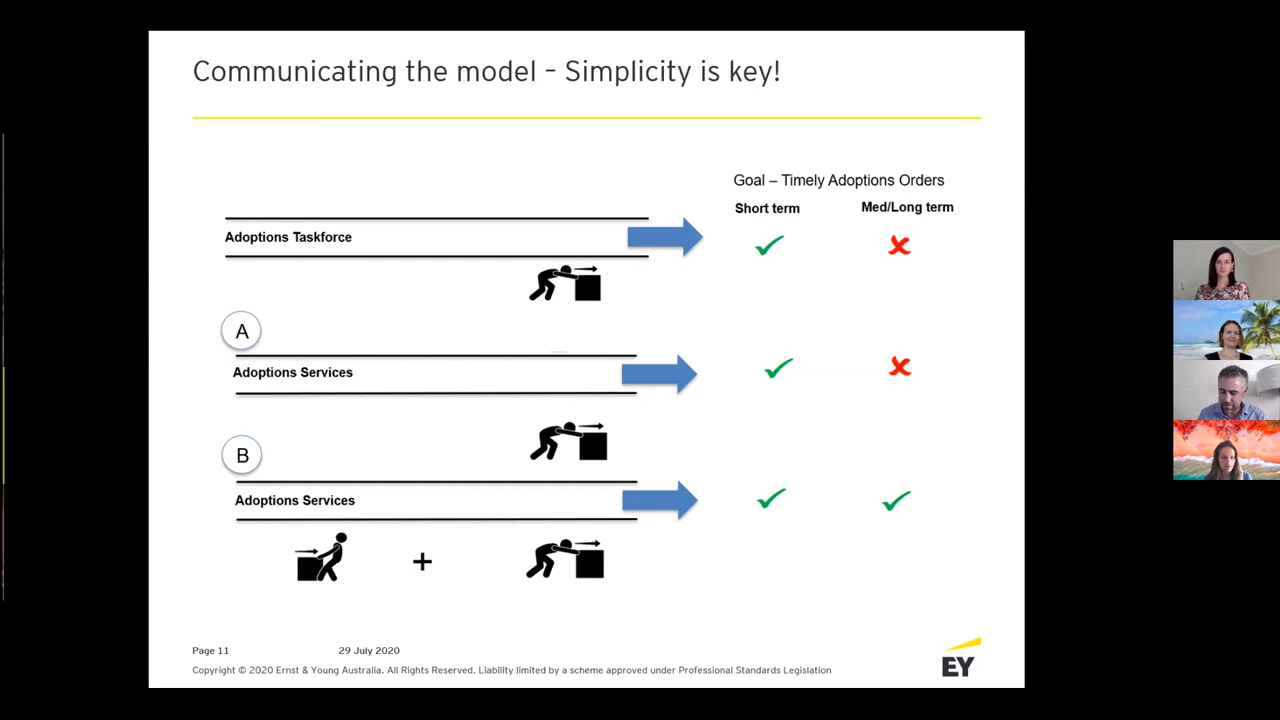 Communicating the model – Simplicity is key!
Goal – Timely Adoptions Orders
Short term
Med/Long term
Adoptions Taskforce
A
Adoptions Services
B
Adoptions Services
+
Page 11
29 July 2020
Copyright © 2020 Ernst & Young Australia. All Rights Reserved. Liability limited by a scheme approved under Professional Standards Legislation
EY